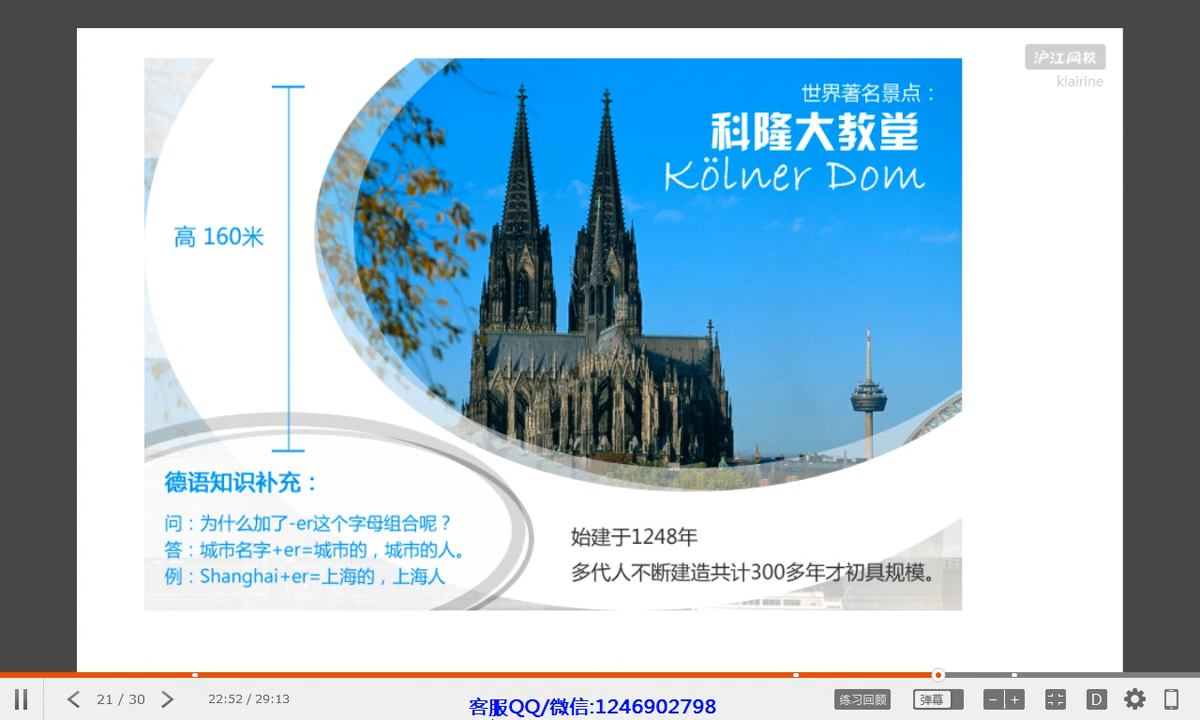 沪江网校
klairine
世界著名景点：
科隆大教堂
Kölner Dom
高 160米
德语知识补充：
问：为什么加了-er这个字母组合呢？
答：城市名字+er=城市的，城市的人。
例：Shanghai+er=上海的，上海人
始建于1248年
多代人不断建造共计300多年才初具规模。
21 / 30
22:52 / 29:13
客服QQ/微信:1246902798
练习回顾
弹幕
D